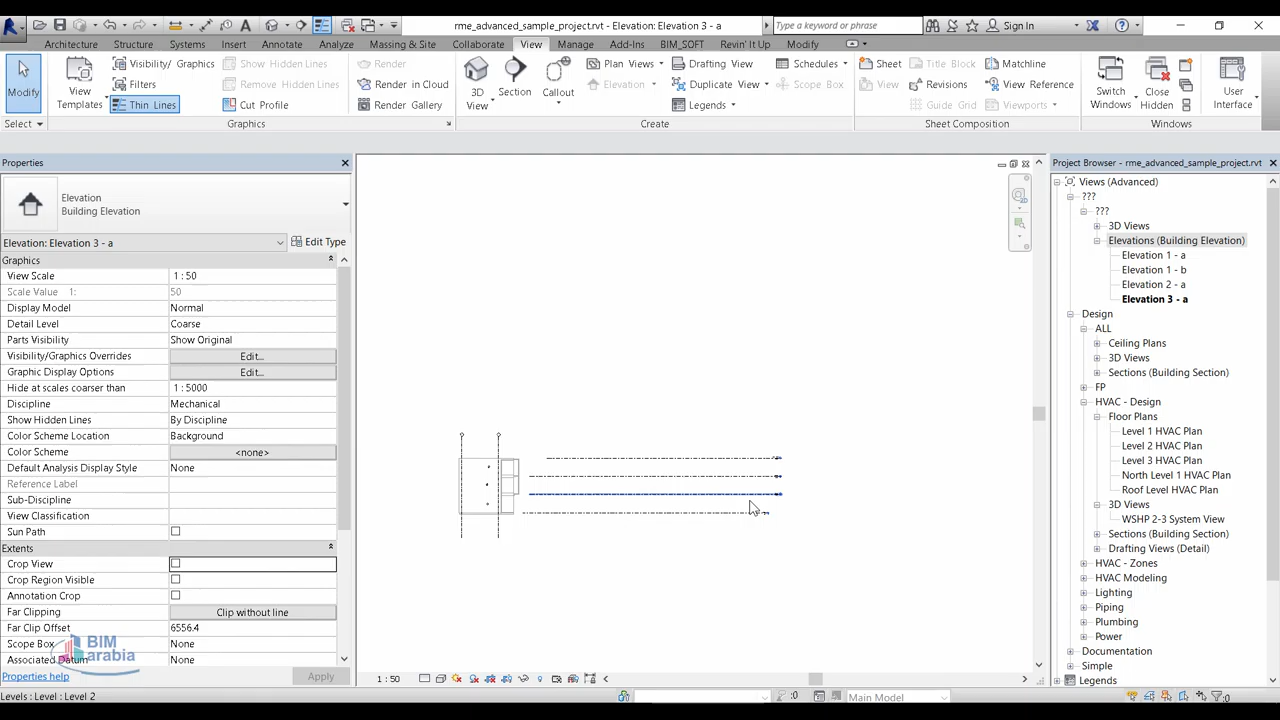 rme_advanced_sample_project.rvt - Elevation: Elevation 3 - a
Type a keyword or phrase
Sign In
Architecture Structure Systems Insert Annotate Analyze Massing & Site Collaborate View Manage Add-Ins BIM_SOFT Revin' It Up Modify
Modify
View Templates
Visibility/ Graphics
Filters
Thin Lines
Show Hidden Lines
Remove Hidden Lines
Cut Profile
Render
Render in Cloud
Render Gallery
3D View
Section
Callout
Plan Views
Elevation
Drafting View
Duplicate View
Legends
Schedules
Scope Box
Sheet
View
Title Block
Revisions
Guide Grid
Matchline
View Reference
Viewports
Switch Windows
Close Hidden
User Interface
Select Graphics Create Sheet Composition Windows
Properties
Elevation
Building Elevation
Elevation: Elevation 3 - a Edit Type
Graphics
View Scale 1 : 50
Scale Value 1: 50
Display Model Normal
Detail Level Coarse
Parts Visibility Show Original
Visibility/Graphics Overrides Edit...
Graphic Display Options Edit...
Hide at scales coarser than 1 : 5000
Discipline Mechanical
Show Hidden Lines By Discipline
Color Scheme Location Background
Color Scheme <none>
Default Analysis Display Style None
Reference Label
Sub-Discipline
View Classification
Sun Path
Extents
Crop View
Crop Region Visible
Annotation Crop
Far Clipping Clip without line
Far Clip Offset 6556.4
Scope Box None
Associated Datum None
BIM
arabia
Properties help Apply
1 : 50
Levels : Level : Level 2
:0 Main Model :0
Project Browser - rme_advanced_sample_project.rvt
Views (Advanced)
???
???
3D Views
Elevations (Building Elevation)
Elevation 1 - a
Elevation 1 - b
Elevation 2 - a
Elevation 3 - a
Design
ALL
Ceiling Plans
3D Views
Sections (Building Section)
FP
HVAC - Design
Floor Plans
Level 1 HVAC Plan
Level 2 HVAC Plan
Level 3 HVAC Plan
North Level 1 HVAC Plan
Roof Level HVAC Plan
3D Views
WSHP 2-3 System View
Sections (Building Section)
Drafting Views (Detail)
HVAC - Zones
HVAC Modeling
Lighting
Piping
Plumbing
Power
Documentation
Simple
Legends